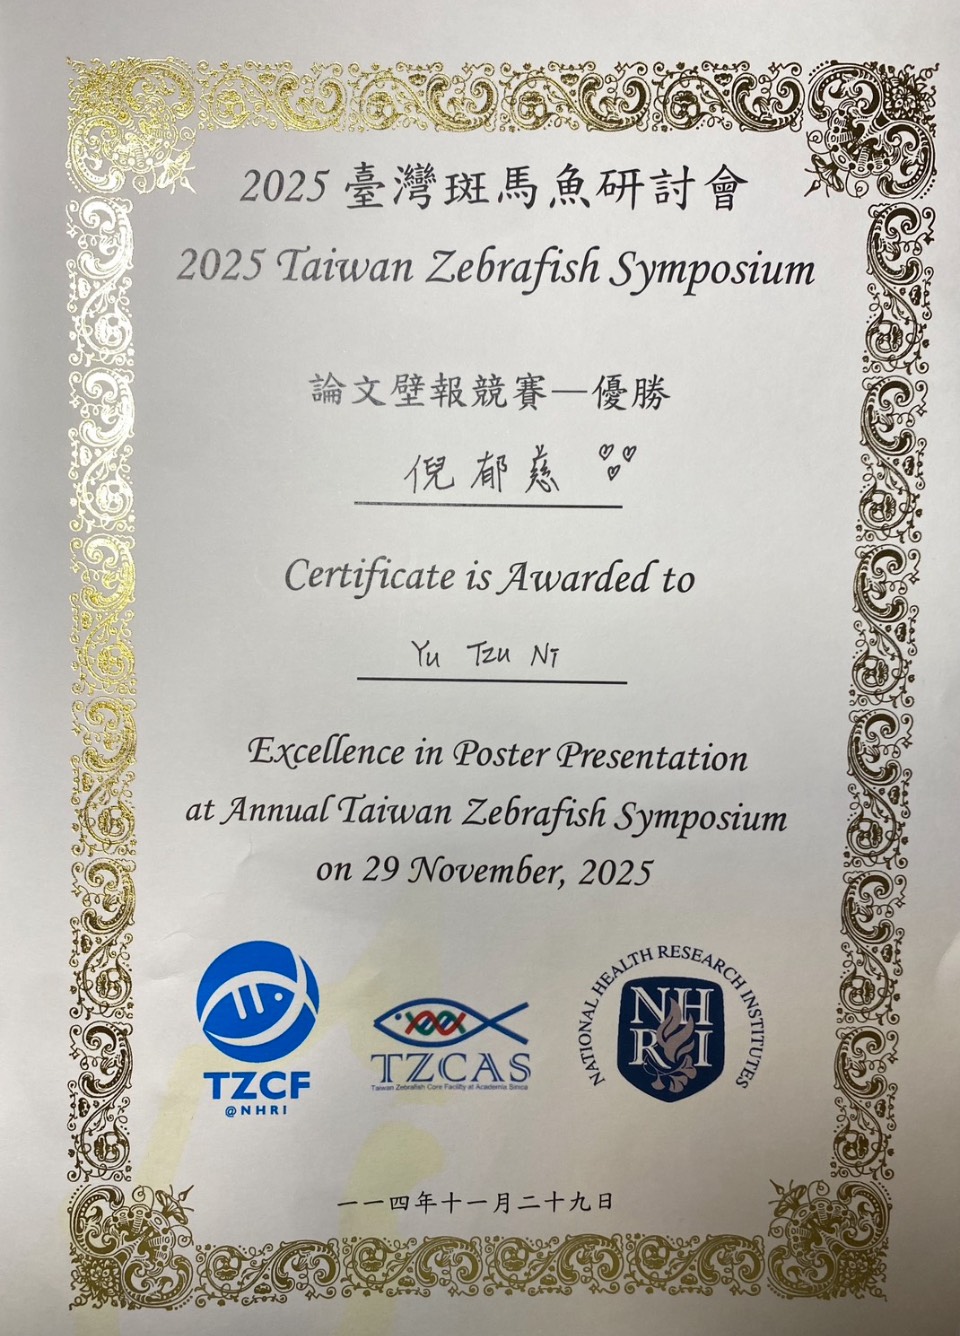 2025 臺灣斑馬魚研討會
2025 Taiwan Zebrafish Symposium
論文壁報競賽—優勝
倪郁慈
Certificate is Awarded to
Yu Tzu Ni
Excellence in Poster Presentation
at Annual Taiwan Zebrafish Symposium
on 29 November, 2025
TZCF
@NHRI
TZCAS
Taiwan Zebrafish Core Facility at Academia Sinica
NATIONAL HEALTH RESEARCH INSTITUTES
NH
RI
一一四年十一月二十九日